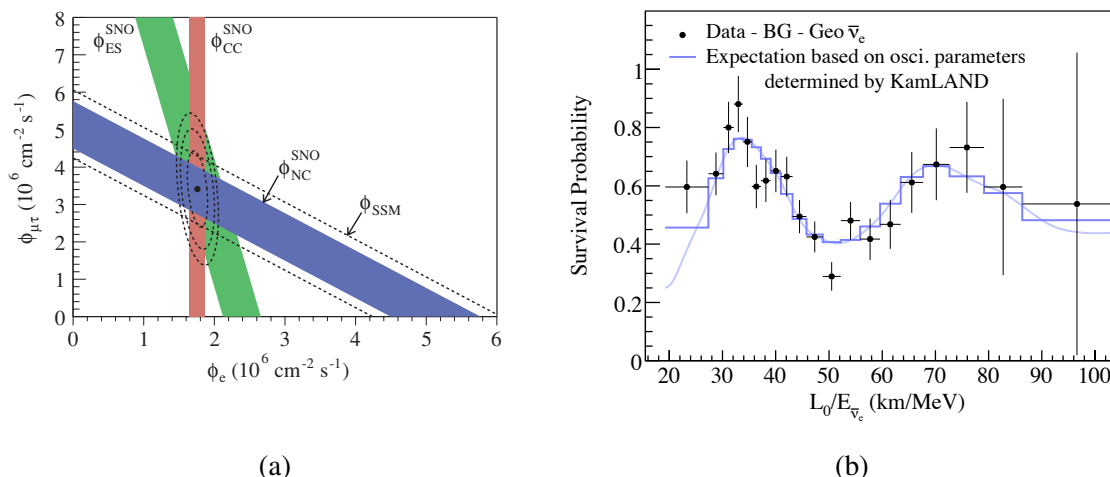 ϕ_ES^SNO ϕ_CC^SNO
ϕ_NC^SNO
ϕ_SSM
ϕ_μτ (10^6 cm^-2 s^-1)
8
7
6
5
4
3
2
1
0
0 1 2 3 4 5 6
ϕ_e (10^6 cm^-2 s^-1)
(a)
Data - BG - Geo ν̅_e
Expectation based on osci. parameters
determined by KamLAND
Survival Probability
1
0.8
0.6
0.4
0.2
0
20 30 40 50 60 70 80 90 100
L_0/E_ν̅_e (km/MeV)
(b)